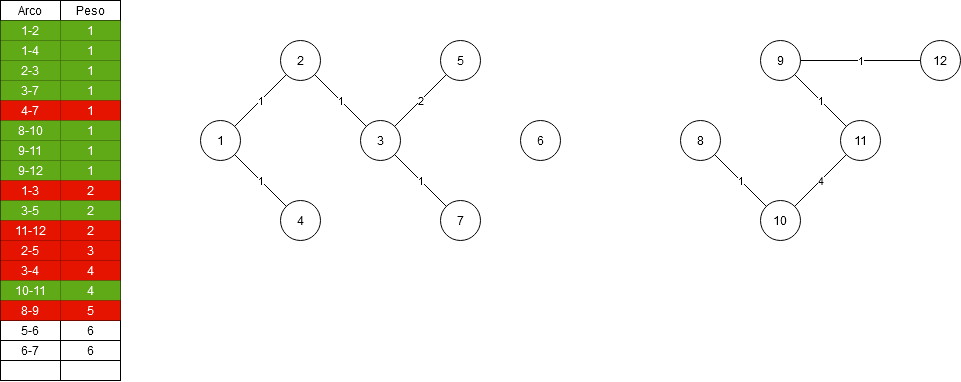 Arco Peso
1-2 1
1-4 1
2-3 1
3-7 1
4-7 1
8-10 1
9-11 1
9-12 1
1-3 2
3-5 2
11-12 2
2-5 3
3-4 4
10-11 4
8-9 5
5-6 6
6-7 6
2 5 9 1 12
1 1 2 1
1 3 6 8 11
1 1 1 4
4 7 10